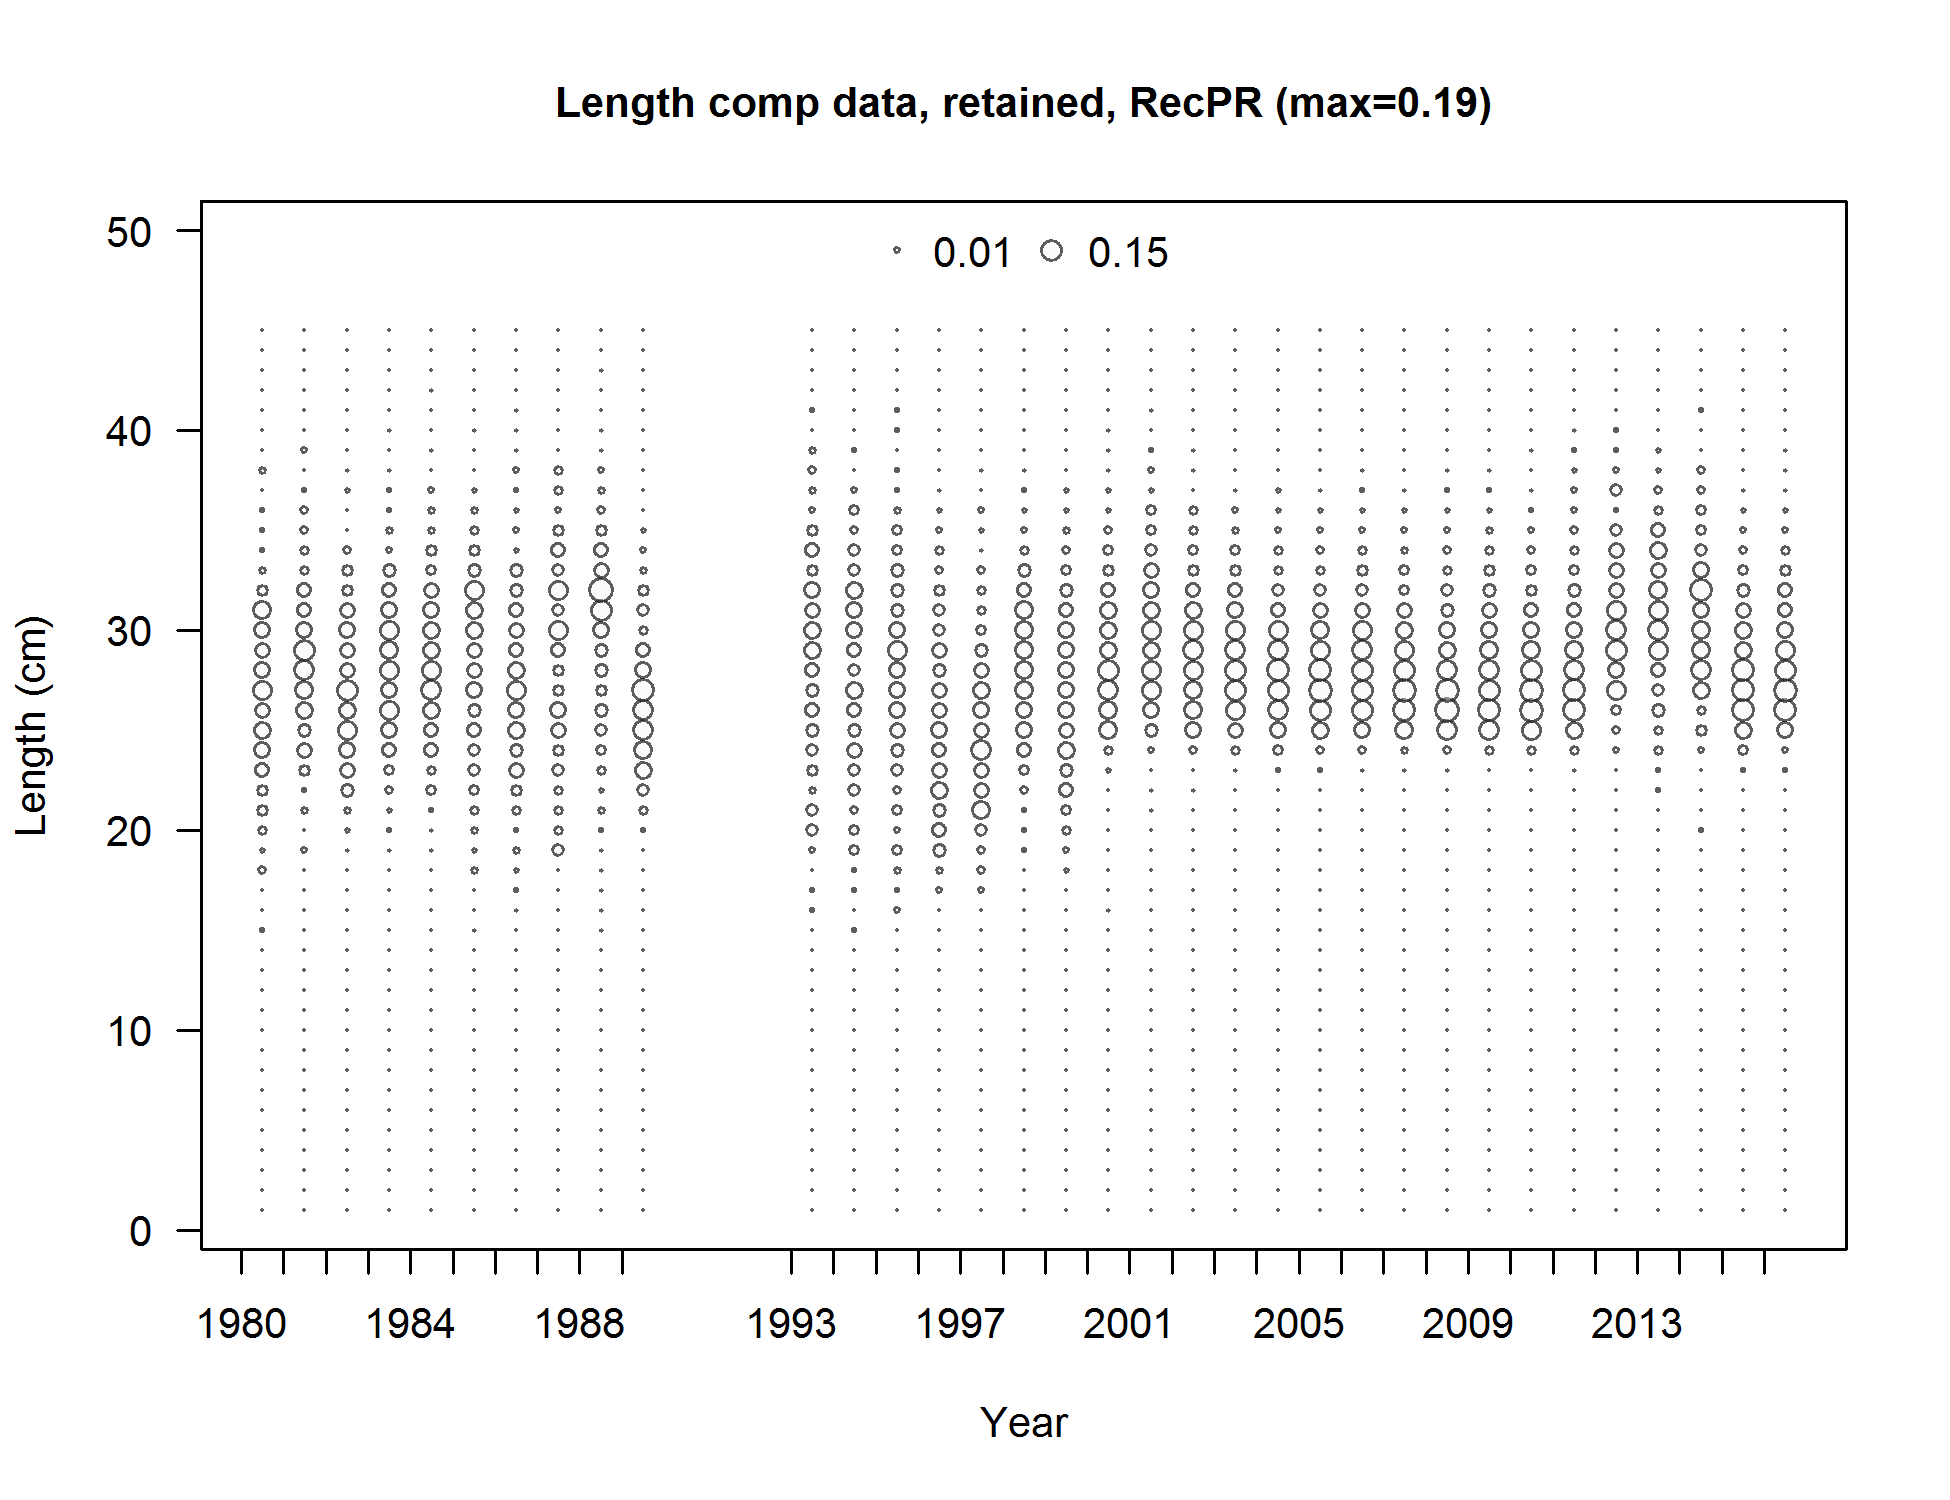 Length comp data, retained, RecPR (max=0.19)
0.01 0.15
50
40
30
20
10
0
Length (cm)
1980 1984 1988 1993 1997 2001 2005 2009 2013
Year